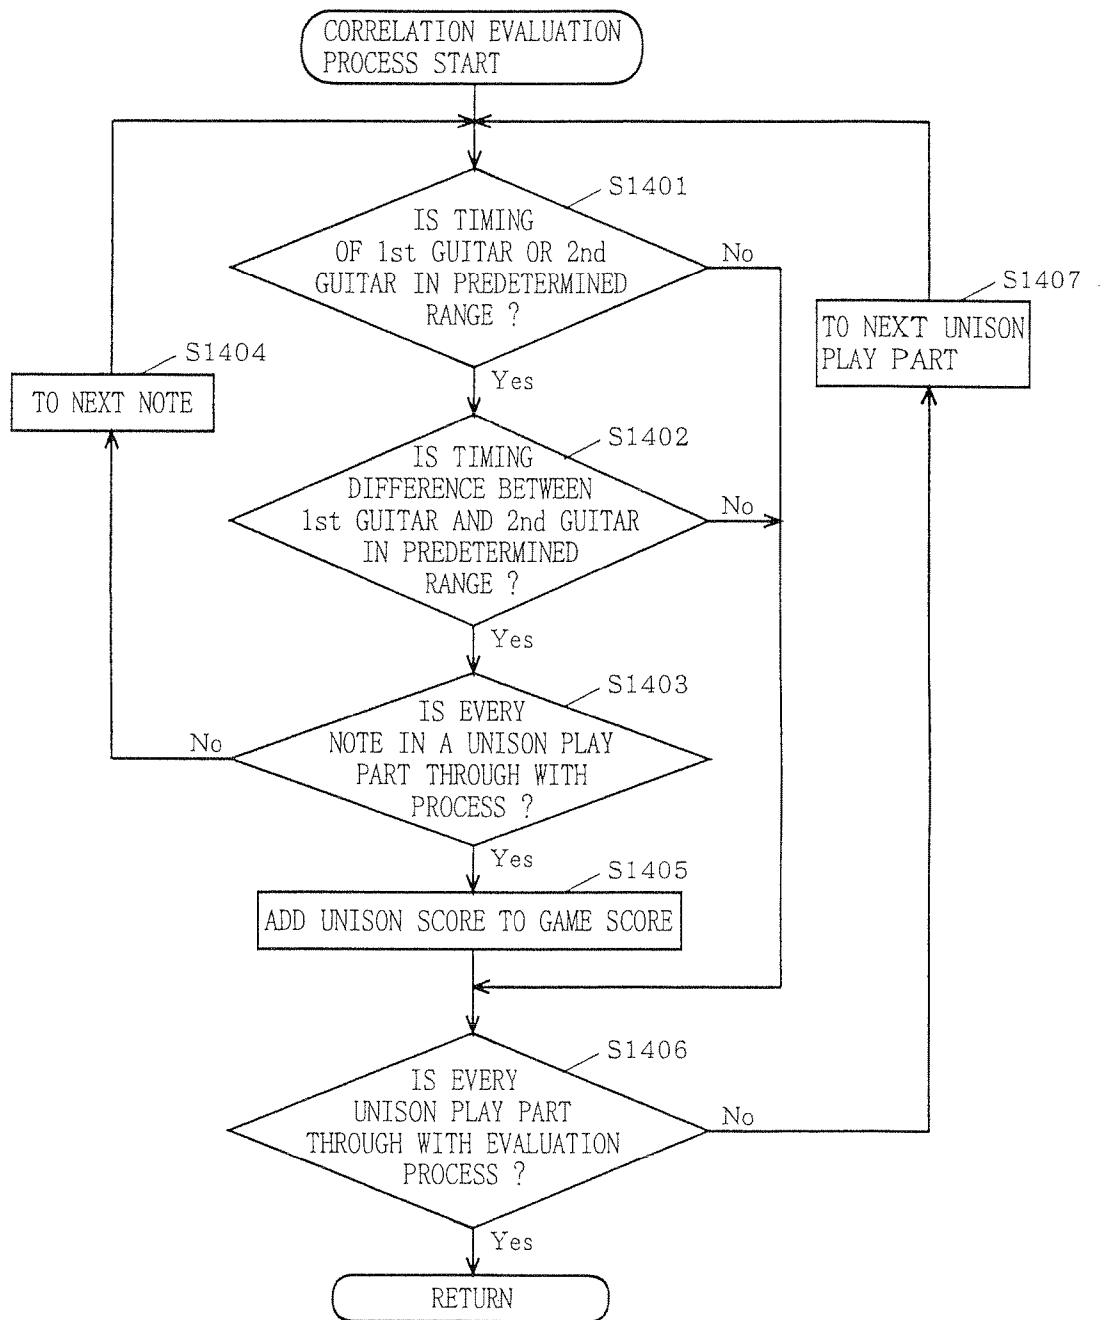 CORRELATION EVALUATION
PROCESS START
S1401
IS TIMING
OF 1st GUITAR OR 2nd
GUITAR IN PREDETERMINED
RANGE ?
No
Yes
S1407
TO NEXT UNISON
PLAY PART
S1404
TO NEXT NOTE
S1402
IS TIMING
DIFFERENCE BETWEEN
1st GUITAR AND 2nd GUITAR
IN PREDETERMINED
RANGE ?
No
Yes
S1403
IS EVERY
NOTE IN A UNISON PLAY
PART THROUGH WITH
PROCESS ?
No
Yes
S1405
ADD UNISON SCORE TO GAME SCORE
S1406
IS EVERY
UNISON PLAY PART
THROUGH WITH EVALUATION
PROCESS ?
No
Yes
RETURN